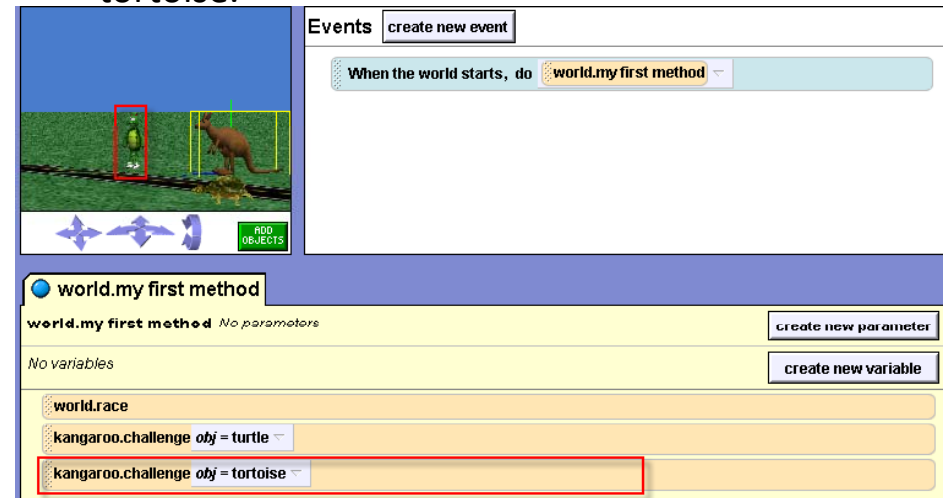 tortoise.
Events create new event
When the world starts, do world.my first method
ADD
OBJECTS
world.my first method
world.my first method No parameters
create new parameter
No variables
create new variable
world.race
kangaroo.challenge obj = turtle
kangaroo.challenge obj = tortoise